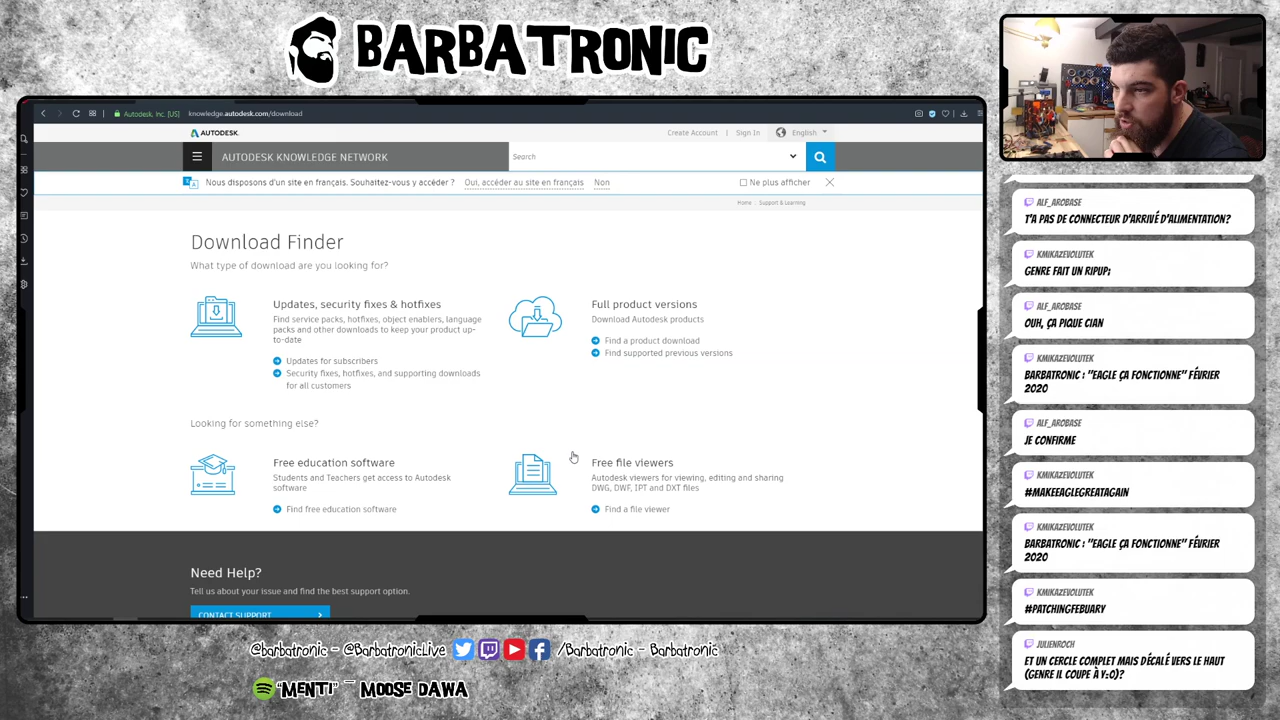 BARBATRONIC
Autodesk, Inc. [US] knowledge.autodesk.com/download
AUTODESK.
Create Account | Sign In English
AUTODESK KNOWLEDGE NETWORK
Search
Nous disposons d'un site en français. Souhaitez-vous y accéder ? Oui, accéder au site en français Non
Ne plus afficher
Home Support & Learning
Download Finder
What type of download are you looking for?
Updates, security fixes & hotfixes
Find service packs, hotfixes, object enablers, language
packs and other downloads to keep your product up-
to-date
Updates for subscribers
Security fixes, hotfixes, and supporting downloads
for all customers
Full product versions
Download Autodesk products
Find a product download
Find supported previous versions
Looking for something else?
Free education software
Students and Teachers get access to Autodesk
software
Find free education software
Free file viewers
Autodesk viewers for viewing, editing and sharing
DWG, DWF, IPT and DXT files
Find a file viewer
Need Help?
Tell us about your issue and find the best support option.
CONTACT SUPPORT
ALF_AROBASE
T'A PAS DE CONNECTEUR D'ARRIVÉ D'ALIMENTATION?
KMIKAZEVOLUTEK
GENRE FAIT UN RIPUP;
ALF_AROBASE
OUH, ÇA PIQUE CIAN
KMIKAZEVOLUTEK
BARBATRONIC : "EAGLE ÇA FONCTIONNE" FÉVRIER
2020
ALF_AROBASE
JE CONFIRME
KMIKAZEVOLUTEK
#MAKEEAGLEGREATAGAIN
KMIKAZEVOLUTEK
BARBATRONIC : "EAGLE ÇA FONCTIONNE" FÉVRIER
2020
KMIKAZEVOLUTEK
#PATCHINGFEBUARY
JULIENROCH
ET UN CERCLE COMPLET MAIS DÉCALÉ VERS LE HAUT
(GENRE IL COUPE À Y=0)?
@barbatronic - BarbatronicLive /Barbatronic - Barbatronic
"MENTI" MOOSE DAWA